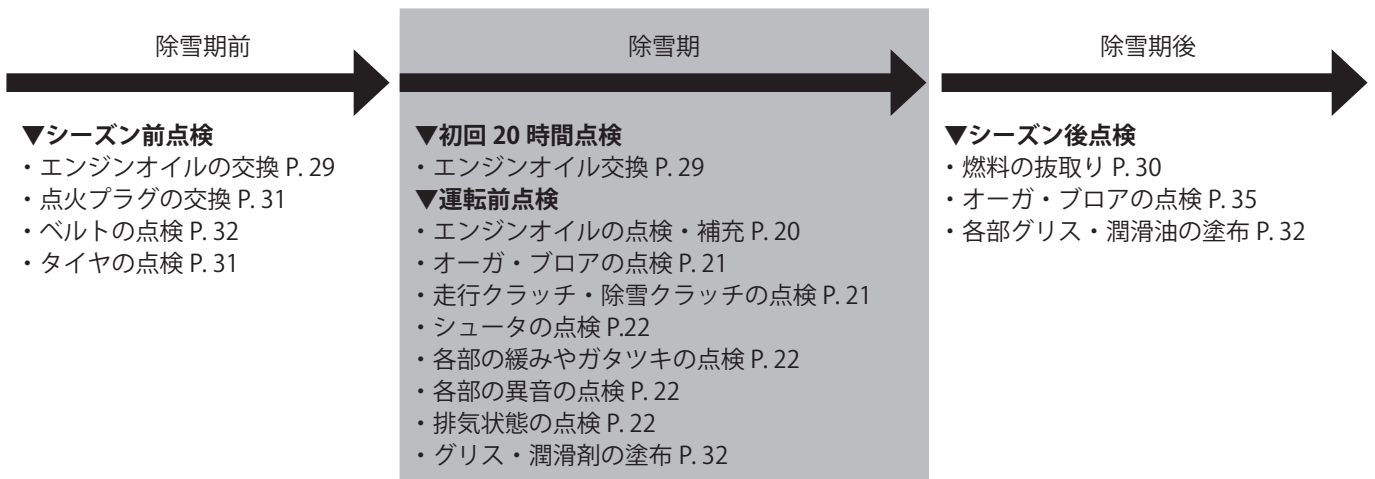 除雪期前
▼シーズン前点検
・エンジンオイルの交換 P. 29
・点火プラグの交換 P. 31
・ベルトの点検 P. 32
・タイヤの点検 P. 31
除雪期
▼初回 20 時間点検
・エンジンオイル交換 P. 29
▼運転前点検
・エンジンオイルの点検・補充 P. 20
・オーガ・ブロアの点検 P. 21
・走行クラッチ・除雪クラッチの点検 P. 21
・シュータの点検 P.22
・各部の緩みやガタツキの点検 P. 22
・各部の異音の点検 P. 22
・排気状態の点検 P. 22
・グリス・潤滑剤の塗布 P. 32
除雪期後
▼シーズン後点検
・燃料の抜取り P. 30
・オーガ・ブロアの点検 P. 35
・各部グリス・潤滑油の塗布 P. 32